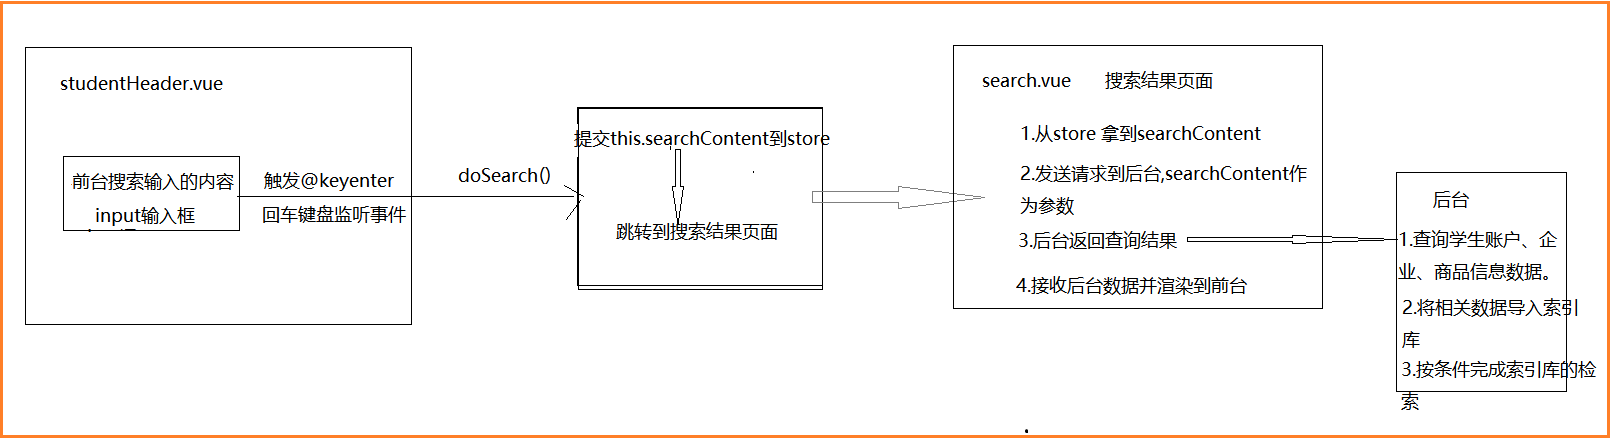 studentHeader.vue
前台搜索输入的内容
input输入框
触发@keyenter
回车键盘监听事件
doSearch()
提交this.searchContent到store
跳转到搜索结果页面
search.vue 搜索结果页面
1.从store 拿到searchContent
2.发送请求到后台,searchContent作
为参数
3.后台返回查询结果
4.接收后台数据并渲染到前台
后台
1.查询学生账户、企
业、商品信息数据。
2.将相关数据导入索引
库
3.按条件完成索引库的检
索